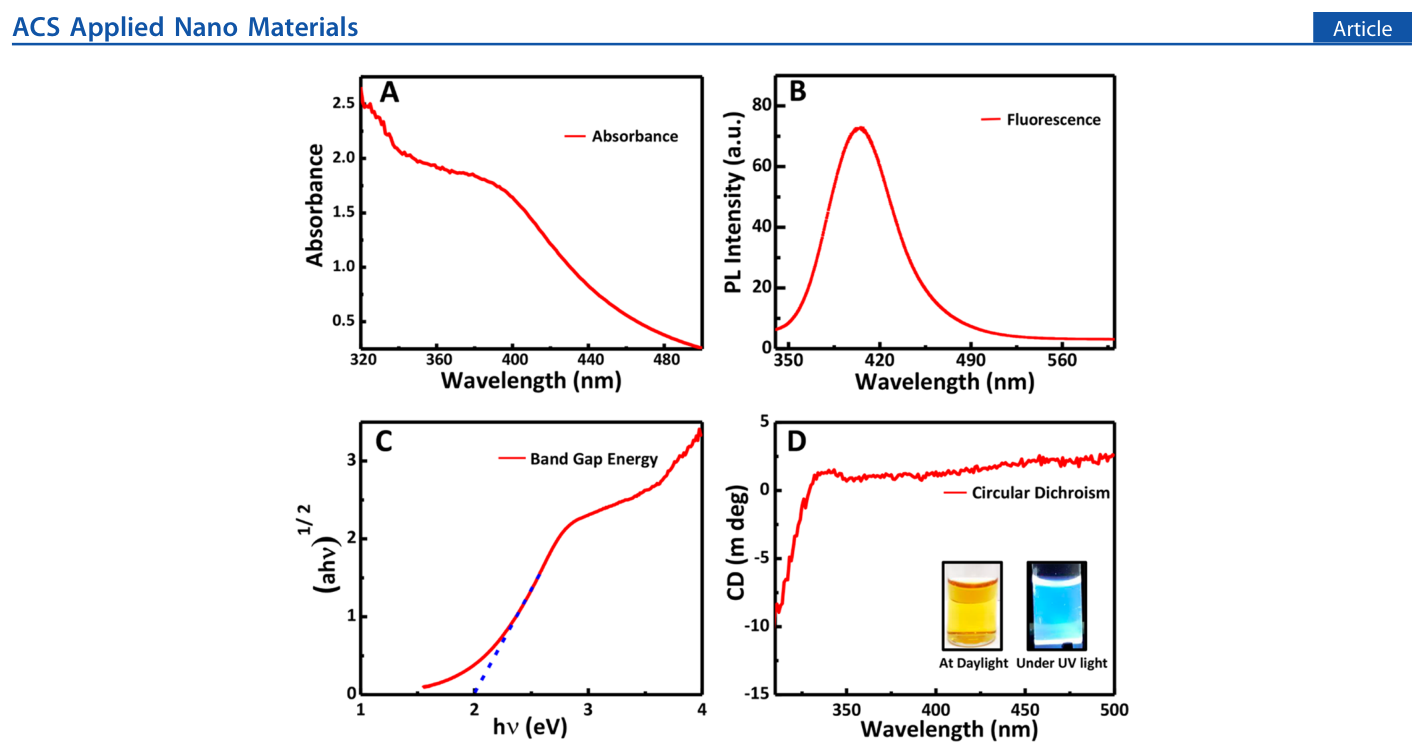 ACS Applied Nano Materials
Article
A
Absorbance
2.5
2.0
1.5
1.0
0.5
Absorbance
320 360 400 440 480
Wavelength (nm)
B
Fluorescence
80
60
40
20
0
PL Intensity (a.u.)
350 420 490 560
Wavelength (nm)
C
Band Gap Energy
3
2
1
0
(ahν)^1/2
1 2 3 4
hν (eV)
D
Circular Dichroism
5
0
-5
-10
-15
CD (m deg)
At Daylight Under UV light
350 400 450 500
Wavelength (nm)